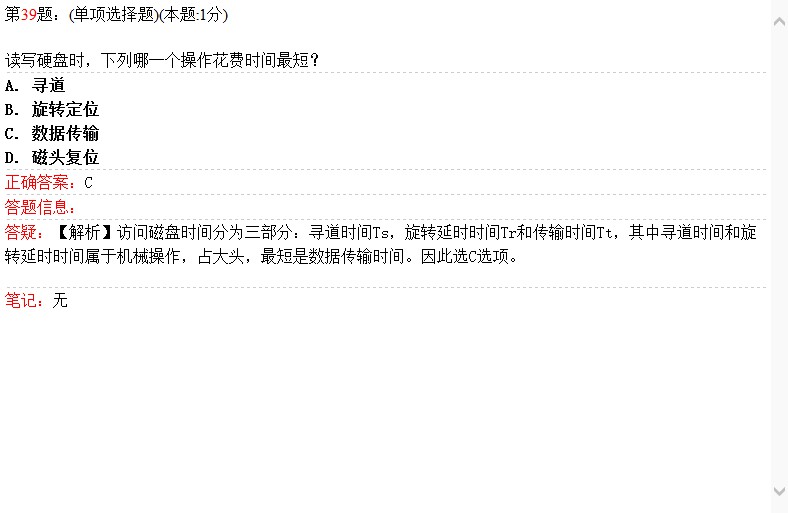 第39题：(单项选择题)(本题:1分)
读写硬盘时，下列哪一个操作花费时间最短?
A. 寻道
B. 旋转定位
C. 数据传输
D. 磁头复位
正确答案：C
答题信息：
答疑：【解析】访问磁盘时间分为三部分：寻道时间Ts，旋转延时时间Tr和传输时间Tt，其中寻道时间和旋
转延时时间属于机械操作，占大头，最短是数据传输时间。因此选C选项。
笔记：无